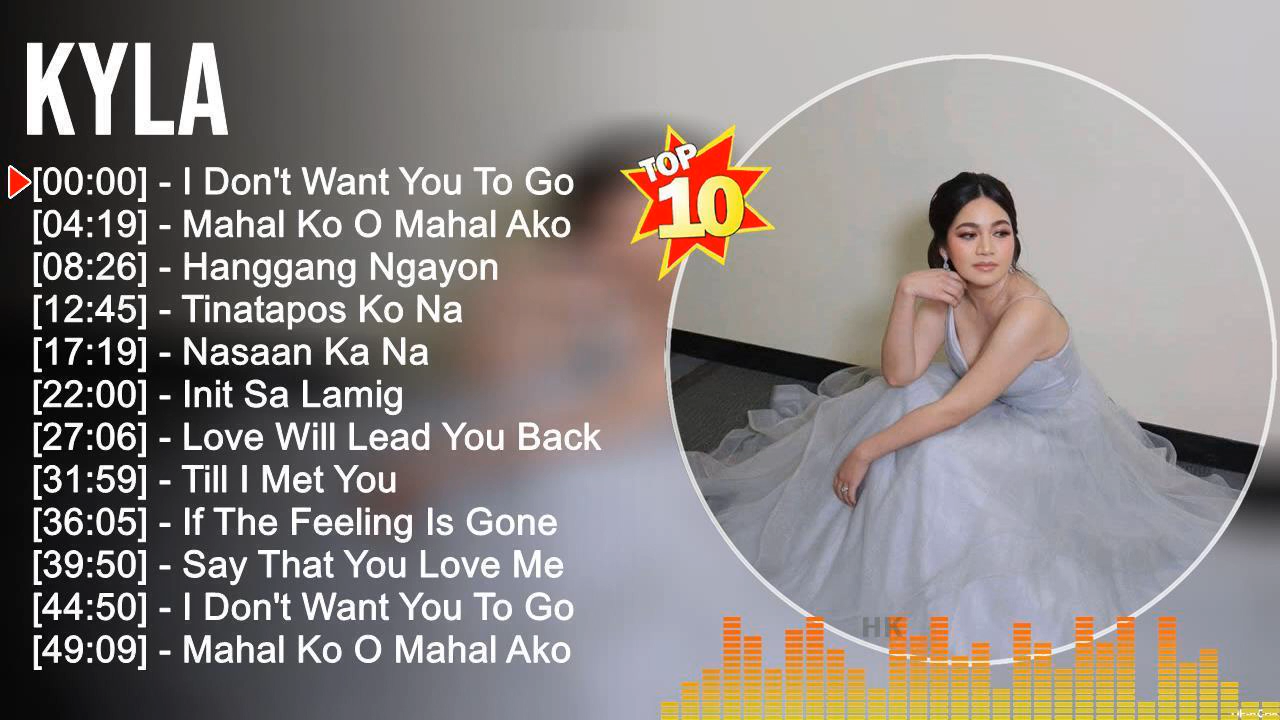 KYLA
TOP
10
[00:00] - I Don't Want You To Go
[04:19] - Mahal Ko O Mahal Ako
[08:26] - Hanggang Ngayon
[12:45] - Tinatapos Ko Na
[17:19] - Nasaan Ka Na
[22:00] - Init Sa Lamig
[27:06] - Love Will Lead You Back
[31:59] - Till I Met You
[36:05] - If The Feeling Is Gone
[39:50] - Say That You Love Me
[44:50] - I Don't Want You To Go
[49:09] - Mahal Ko O Mahal Ako
HK